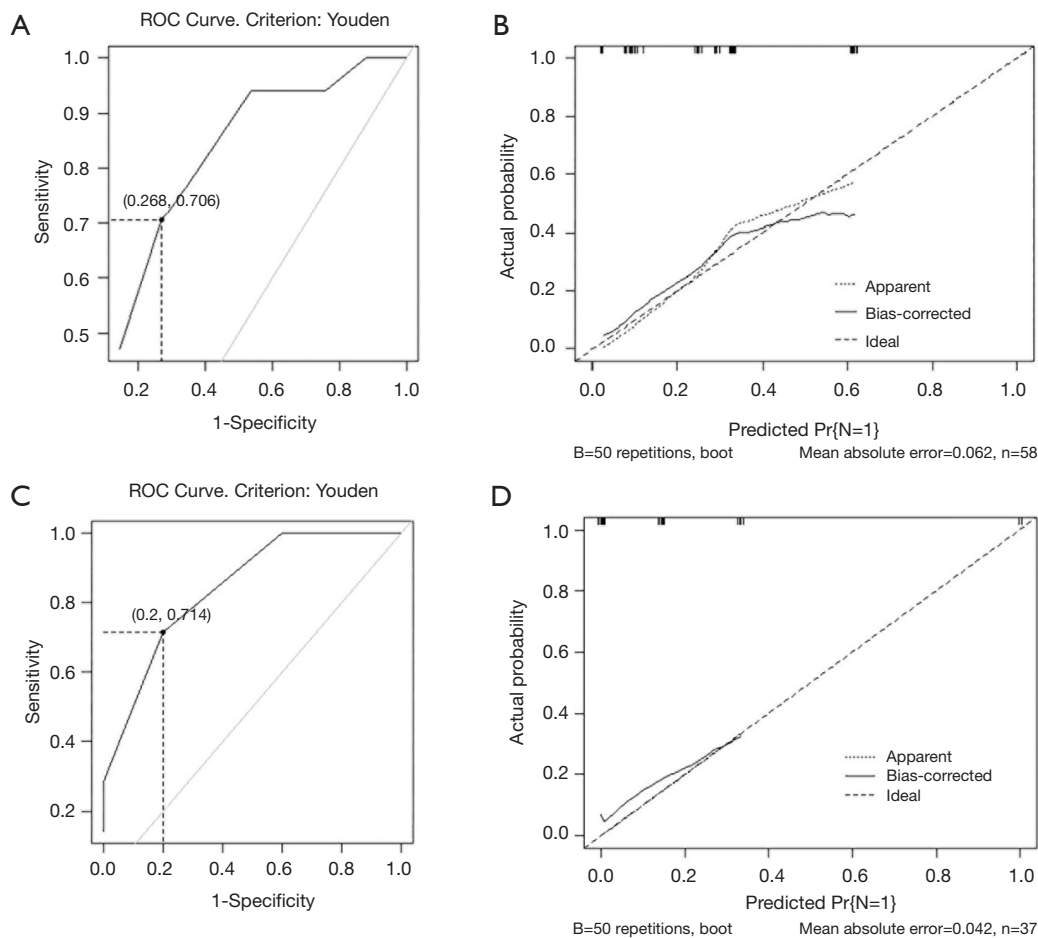 A
ROC Curve. Criterion: Youden
1.0
0.9
0.8
0.7
0.6
0.5
Sensitivity
(0.268, 0.706)
0.2
0.4
0.6
0.8
1.0
1-Specificity
B
1.0
0.8
0.6
0.4
0.2
0.0
Actual probability
Apparent
Bias-corrected
Ideal
0.0
0.2
0.4
0.6
0.8
1.0
Predicted Pr{N=1}
B=50 repetitions, boot
Mean absolute error=0.062, n=58
C
ROC Curve. Criterion: Youden
1.0
0.8
0.6
0.4
0.2
Sensitivity
(0.2, 0.714)
0.0
0.2
0.4
0.6
0.8
1.0
1-Specificity
D
1.0
0.8
0.6
0.4
0.2
0.0
Actual probability
Apparent
Bias-corrected
Ideal
0.0
0.2
0.4
0.6
0.8
1.0
Predicted Pr{N=1}
B=50 repetitions, boot
Mean absolute error=0.042, n=37